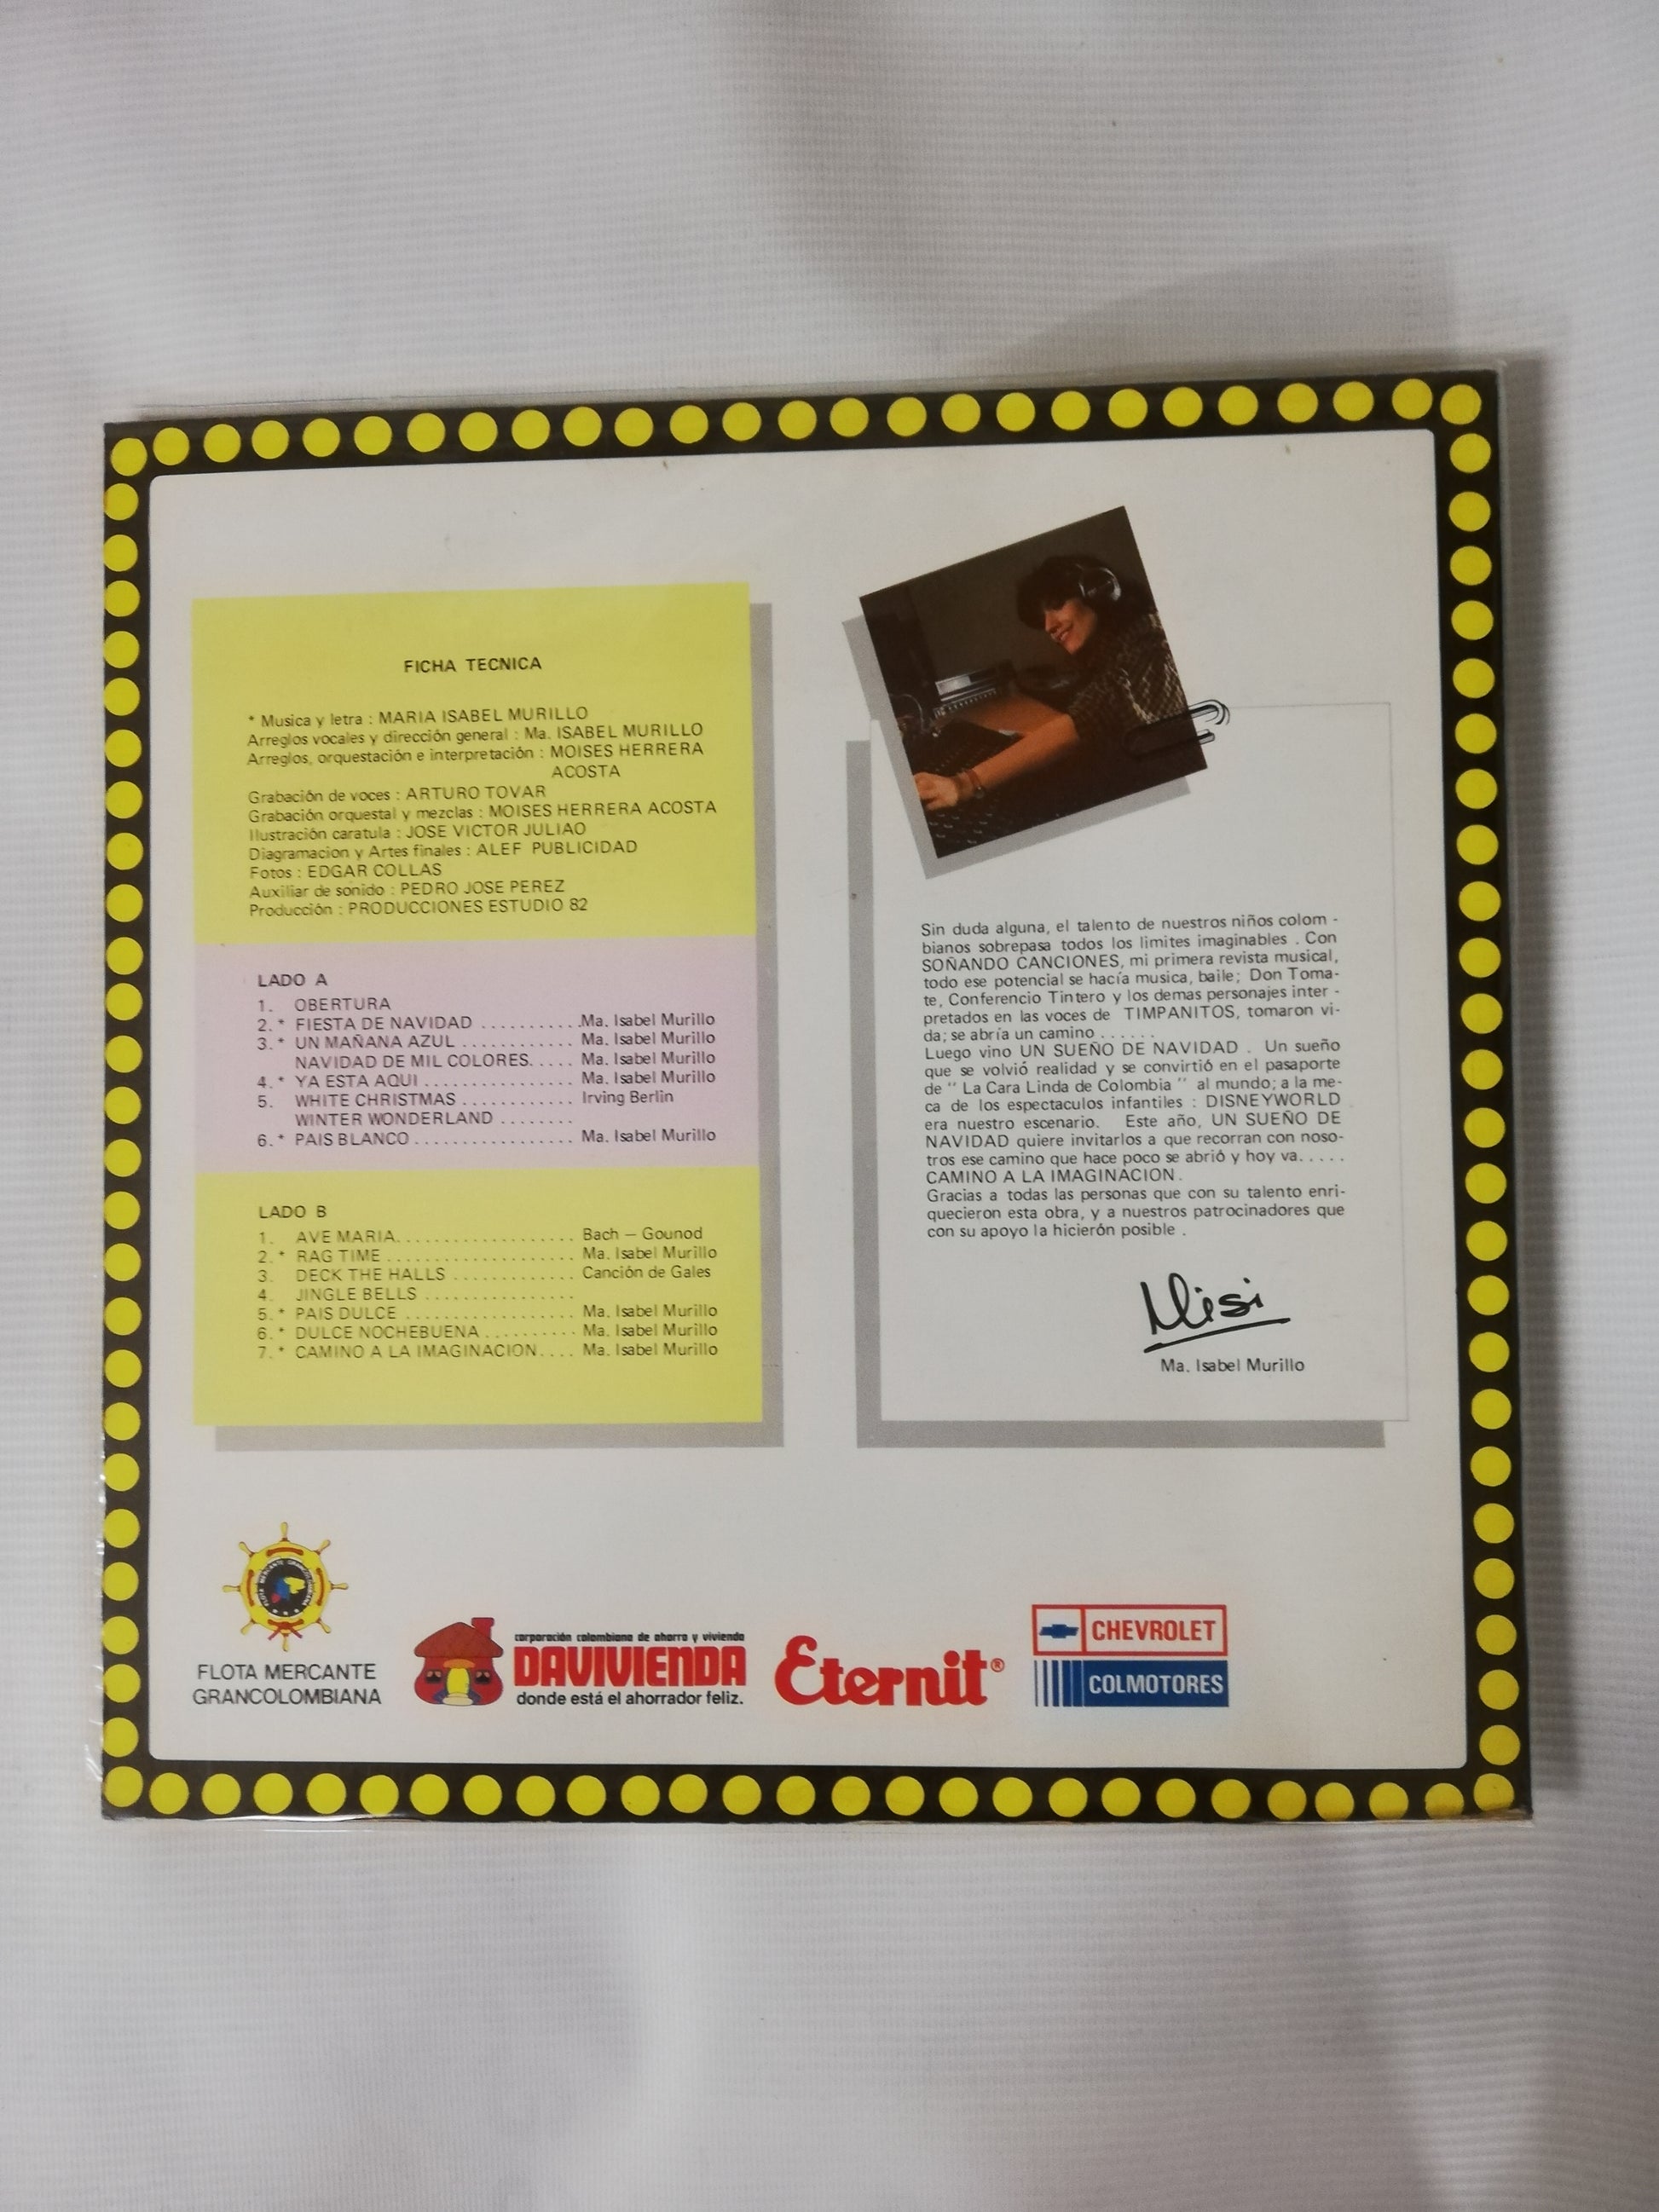 FICHA TECNICA
* Musica y letra : MARIA ISABEL MURILLO
Arreglos vocales y dirección general : Ma. ISABEL MURILLO
Arreglos, orquestación e interpretación : MOISES HERRERA
ACOSTA
Grabación de voces : ARTURO TOVAR
Grabación orquestal y mezclas : MOISES HERRERA ACOSTA
Ilustración caratula : JOSE VICTOR JULIAO
Diagramacion y Artes finales : ALEF PUBLICIDAD
Fotos : EDGAR COLLAS
Auxiliar de sonido : PEDRO JOSE PEREZ
Producción : PRODUCCIONES ESTUDIO 82
LADO A
1. OBERTURA
2. * FIESTA DE NAVIDAD ........... Ma. Isabel Murillo
3. * UN MAÑANA AZUL ............ Ma. Isabel Murillo
NAVIDAD DE MIL COLORES. .... Ma. Isabel Murillo
4. * YA ESTA AQUI ................ Ma. Isabel Murillo
5. WHITE CHRISTMAS ............ Irving Berlin
WINTER WONDERLAND ........
6. * PAIS BLANCO ................. Ma. Isabel Murillo
LADO B
1. AVE MARIA. .................. Bach — Gounod
2. * RAG TIME .................... Ma. Isabel Murillo
3. DECK THE HALLS ............. Canción de Gales
4. JINGLE BELLS ................
5. * PAIS DULCE .................. Ma. Isabel Murillo
6. * DULCE NOCHEBUENA .......... Ma. Isabel Murillo
7. * CAMINO A LA IMAGINACION. ... Ma. Isabel Murillo
Sin duda alguna, el talento de nuestros niños colom -
bianos sobrepasa todos los limites imaginables . Con
SOÑANDO CANCIONES, mi primera revista musical,
todo ese potencial se hacía musica, baile; Don Toma-
te, Conferencio Tintero y los demas personajes inter -
pretados en las voces de TIMPANITOS, tomaron vi-
da; se abría un camino . . . . . .
Luego vino UN SUEÑO DE NAVIDAD . Un sueño
que se volvió realidad y se convirtió en el pasaporte
de " La Cara Linda de Colombia " al mundo; a la me-
ca de los espectaculos infantiles : DISNEYWORLD
era nuestro escenario. Este año, UN SUEÑO DE
NAVIDAD quiere invitarlos a que recorran con noso-
tros ese camino que hace poco se abrió y hoy va. . . . .
CAMINO A LA IMAGINACION.
Gracias a todas las personas que con su talento enri-
quecieron esta obra, y a nuestros patrocinadores que
con su apoyo la hicierón posible .
Misi
Ma. Isabel Murillo
FLOTA MERCANTE GRANCOLOMBIANA
FLOTA MERCANTE
GRANCOLOMBIANA
corporación colombiana de ahorro y vivienda
DAVIVIENDA
donde está el ahorrador feliz.
Eternit®
CHEVROLET
COLMOTORES